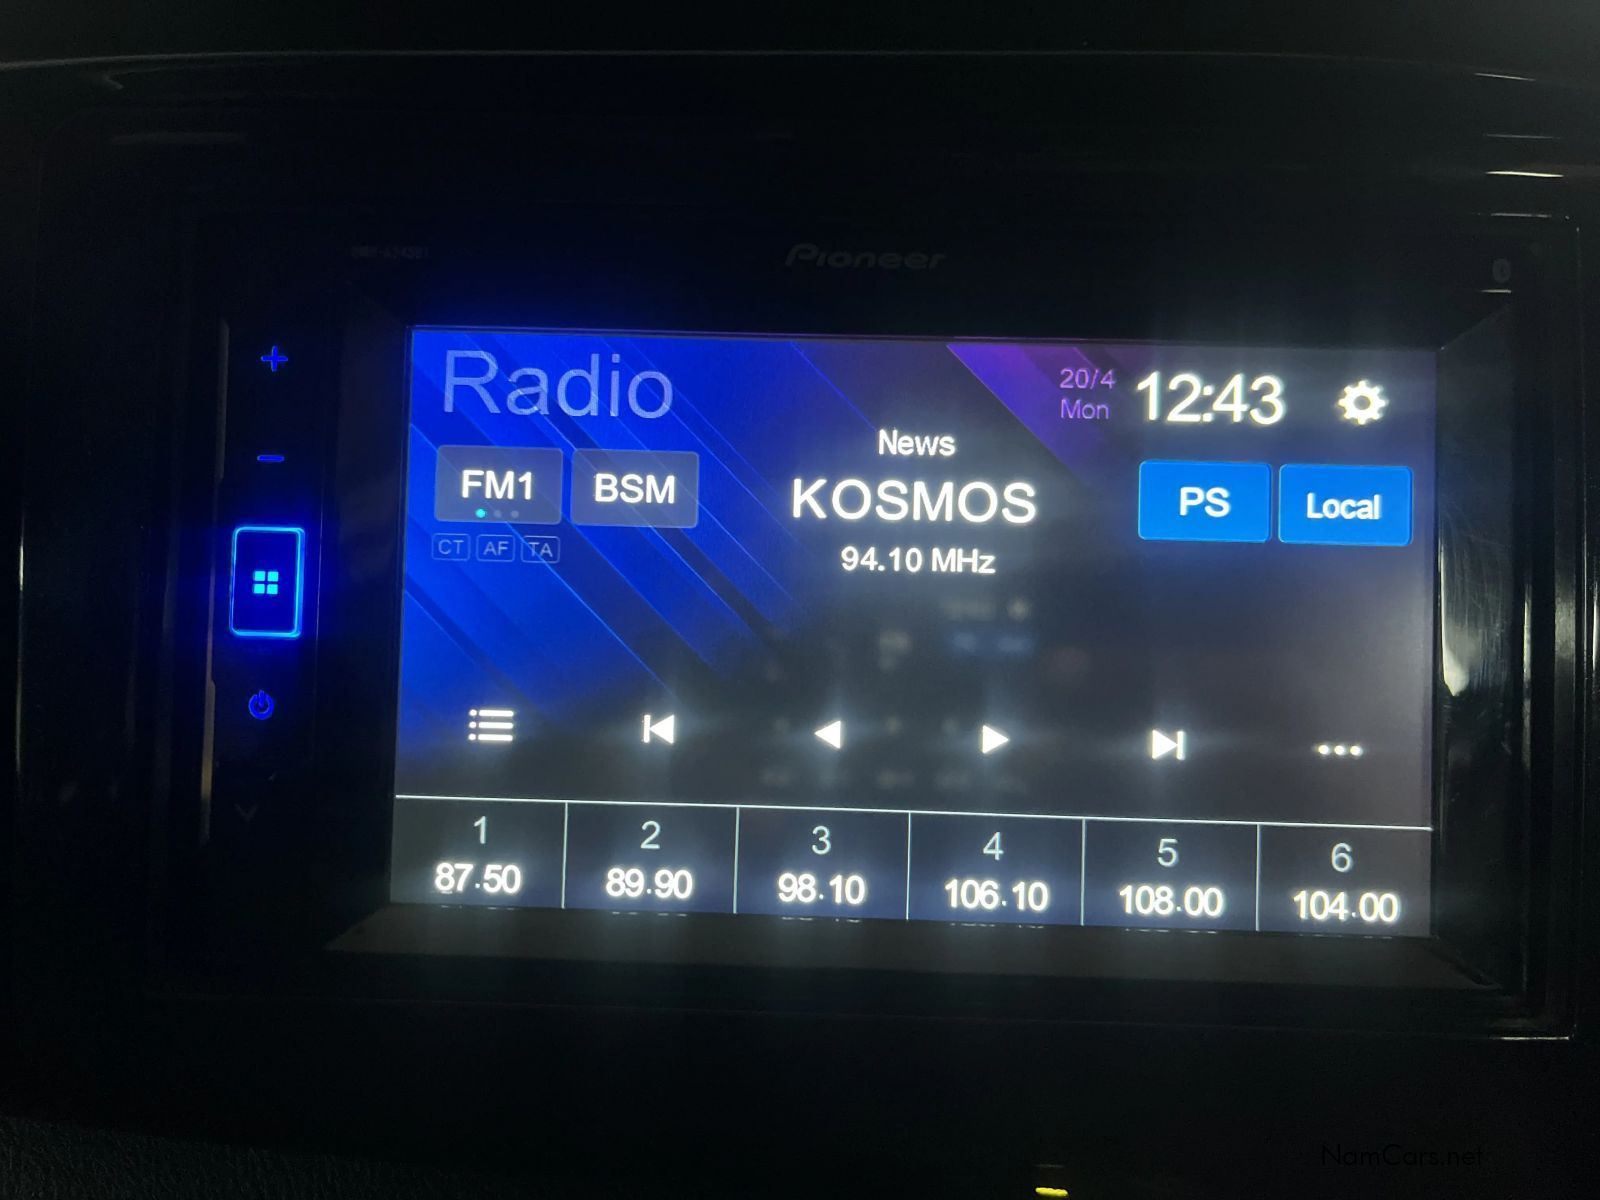 Pioneer
Radio
20/4
Mon
12:43
News
KOSMOS
94.10 MHz
FM1
BSM
PS
Local
CT
AF
TA
1
2
3
4
5
6
87.50
89.90
98.10
106.10
108.00
104.00
NamCars.net